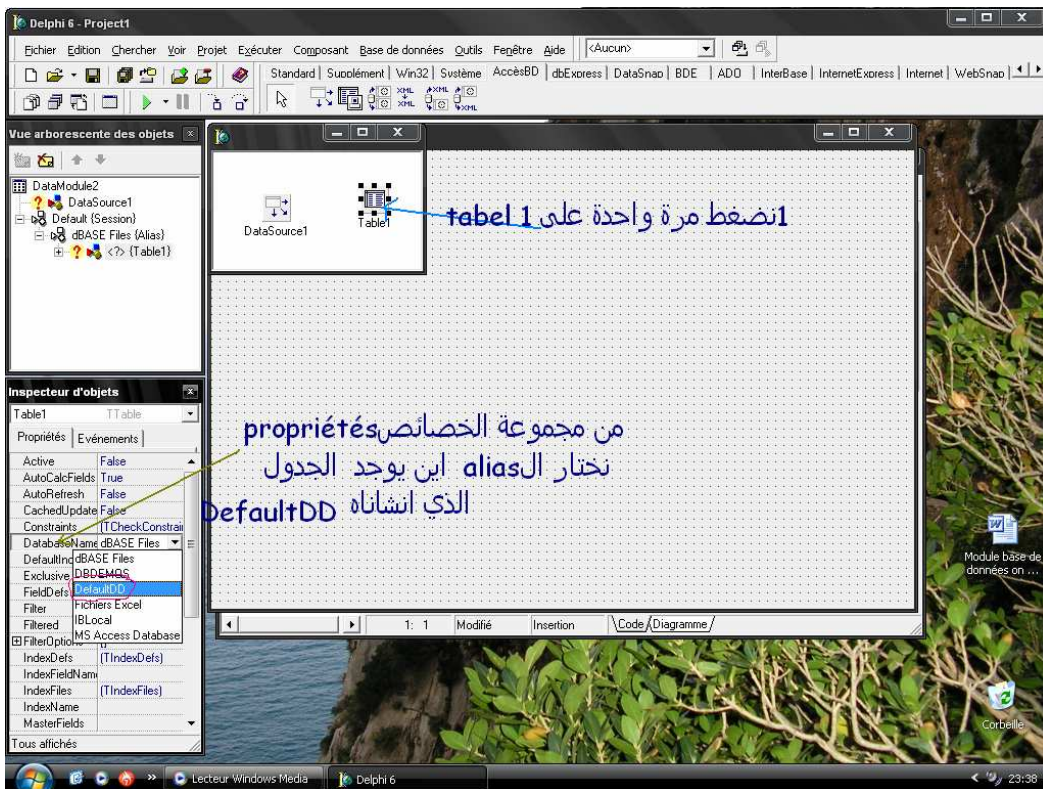 Delphi 6 - Project1
Fichier Edition Chercher Voir Projet Exécuter Composant Base de données Outils Fenêtre Aide <Aucun>
Standard Supplément Win32 Système AccèsBD dbExpress DataSnap BDE ADO InterBase InternetExpress Internet WebSnap
Vue arborescente des objets
DataModule2
DataSource1
Default {Session}
dBASE Files {Alias}
<?> {Table1}
DataSource1
Table1
1نضغط مرة واحدة على tabel 1
من مجموعة الخصائص propriétés
نختار الalias اين يوجد الجدول
الذي انشاناه DefaultDD
Inspecteur d'objets
Table1 TTable
Propriétés Evénements
Active False
AutoCalcFields True
AutoRefresh False
CachedUpdate False
Constraints (TCheckConstrai
DatabaseName dBASE Files
DefaultInd dBASE Files
Exclusive DBDEMOS
FieldDefs DefaultDD
Filter Fichiers Excel
Filtered IBLocal
FilterOptions MS Access Database
IndexDefs (TIndexDefs)
IndexFieldNam
IndexFiles (TIndexFiles)
IndexName
MasterFields
Tous affichés
1: 1 Modifié Insertion Code Diagramme
Module base de
données on ...
Corbeille
Lecteur Windows Media Delphi 6 23:38